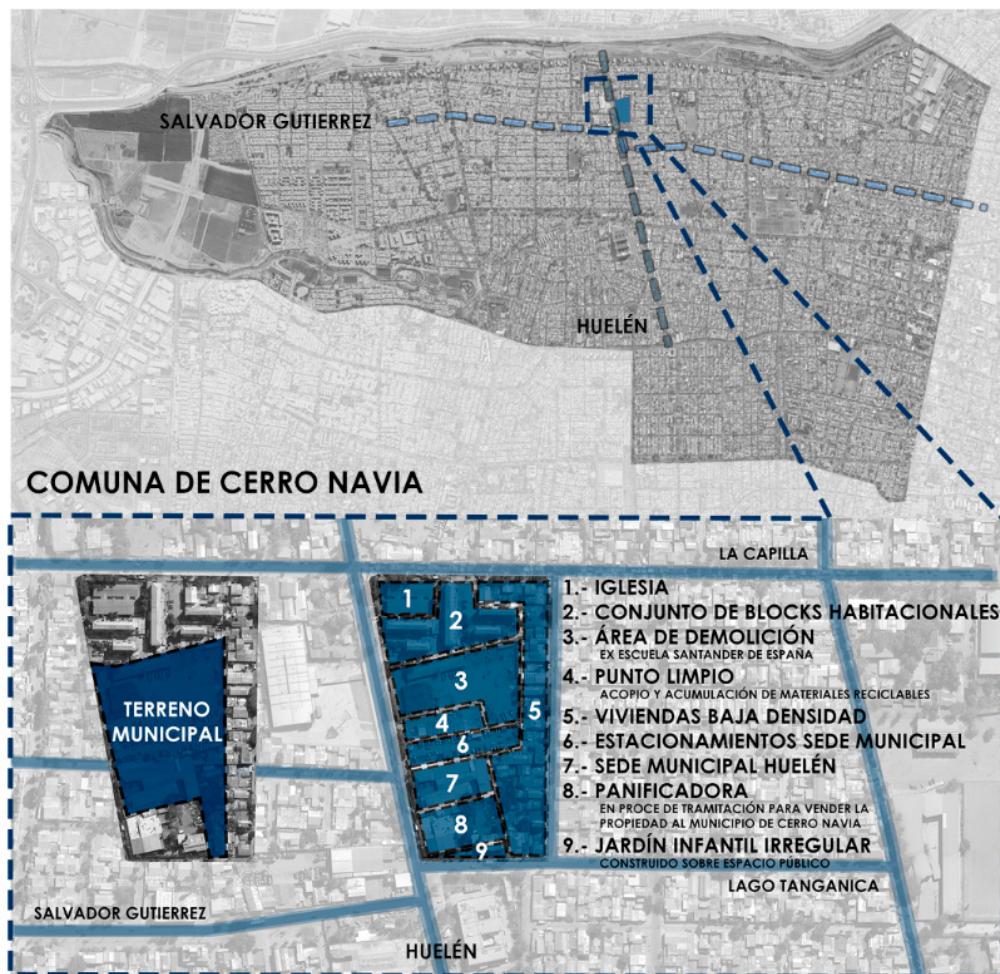 SALVADOR GUTIERREZ
HUELÉN
COMUNA DE CERRO NAVIA
LA CAPILLA
TERRENO
MUNICIPAL
1
2
3
4
5
6
7
8
9
1.- IGLESIA
2.- CONJUNTO DE BLOCKS HABITACIONALES
3.- ÁREA DE DEMOLICIÓN
EX ESCUELA SANTANDER DE ESPAÑA
4.- PUNTO LIMPIO
ACOPIO Y ACUMULACIÓN DE MATERIALES RECICLABLES
5.- VIVIENDAS BAJA DENSIDAD
6.- ESTACIONAMIENTOS SEDE MUNICIPAL
7.- SEDE MUNICIPAL HUELÉN
8.- PANIFICADORA
EN PROCE DE TRAMITACIÓN PARA VENDER LA
PROPIEDAD AL MUNICIPIO DE CERRO NAVIA
9.- JARDÍN INFANTIL IRREGULAR
CONSTRUIDO SOBRE ESPACIO PÚBLICO
LAGO TANGANICA
SALVADOR GUTIERREZ
HUELÉN